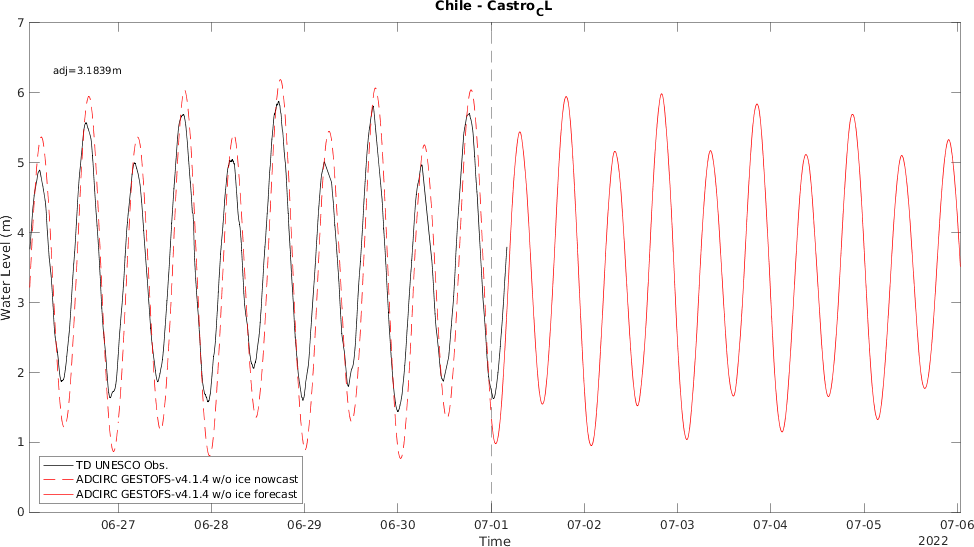 Chile - Castro_CL
adj=3.1839m
Water Level (m)
7
6
5
4
3
2
1
0
TD UNESCO Obs.
ADCIRC GESTOFS-v4.1.4 w/o ice nowcast
ADCIRC GESTOFS-v4.1.4 w/o ice forecast
06-27 06-28 06-29 06-30 07-01 07-02 07-03 07-04 07-05 07-06
Time
2022